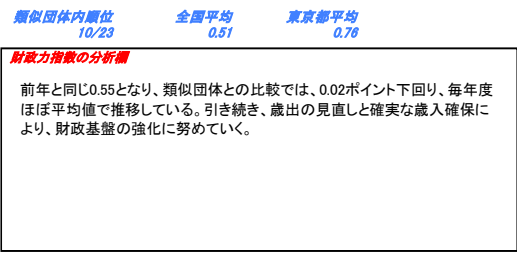 類似団体内順位 全国平均 東京都平均
10/23 0.51 0.76
財政力指数の分析欄
前年と同じ0.55となり、類似団体との比較では、0.02ポイント下回り、毎年度
ほぼ平均値で推移している。引き続き、歳出の見直しと確実な歳入確保に
より、財政基盤の強化に努めていく。